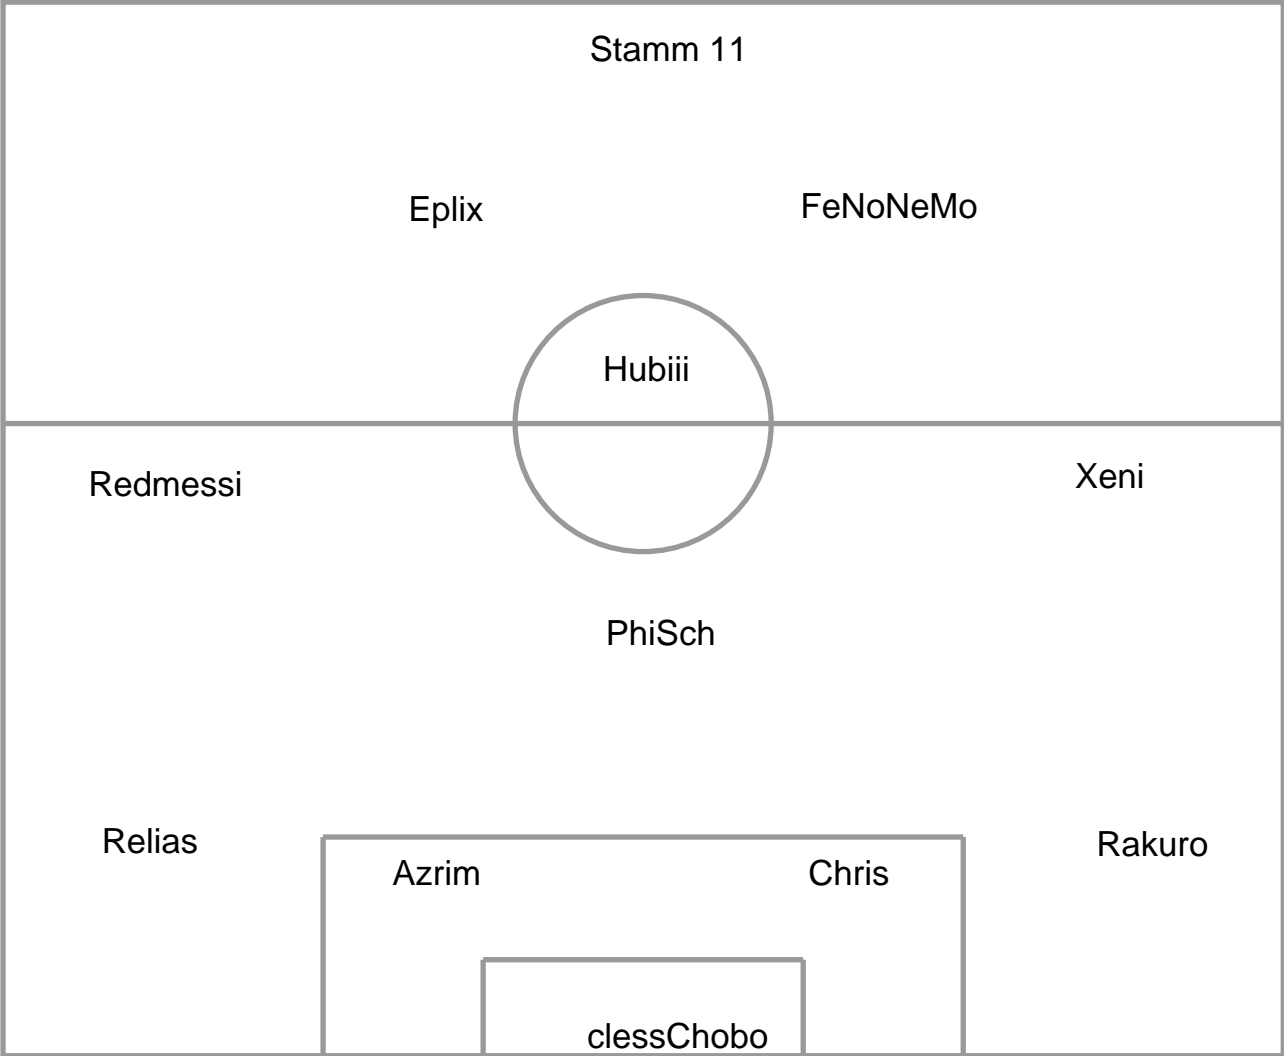 Stamm 11
Eplix
FeNoNeMo
Hubiii
Redmessi
Xeni
PhiSch
Relias
Rakuro
Azrim
Chris
clessChobo